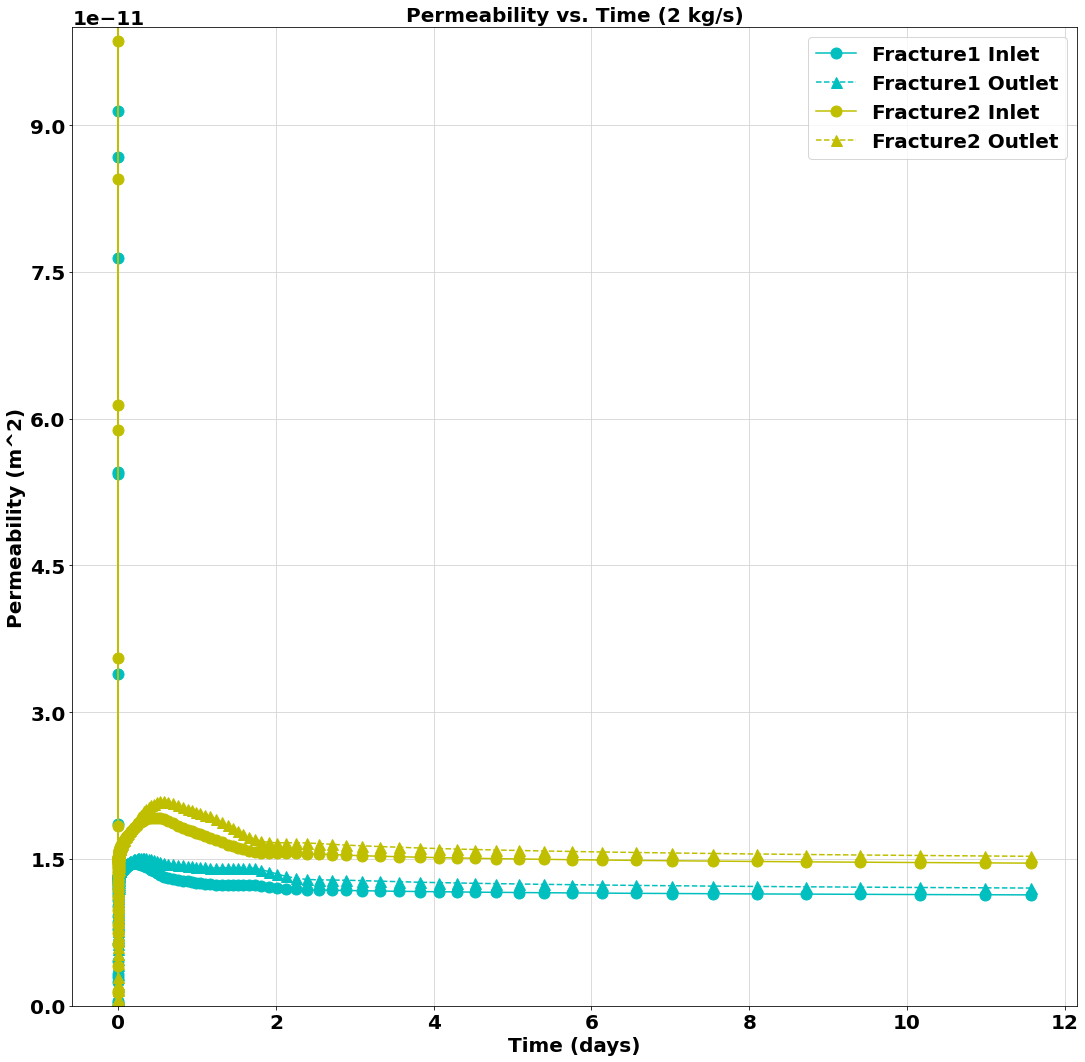 Permeability vs. Time (2 kg/s)
1e−11
Fracture1 Inlet
Fracture1 Outlet
Fracture2 Inlet
Fracture2 Outlet
9.0
7.5
6.0
4.5
3.0
1.5
0.0
Permeability (m^2)
0 2 4 6 8 10 12
Time (days)